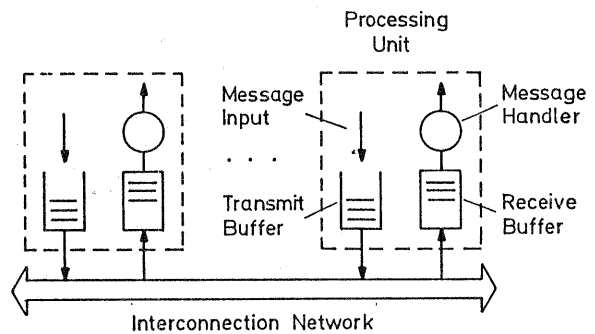 Processing
Unit
Message
Input
Message
Handler
. . .
Transmit
Buffer
Receive
Buffer
Interconnection Network